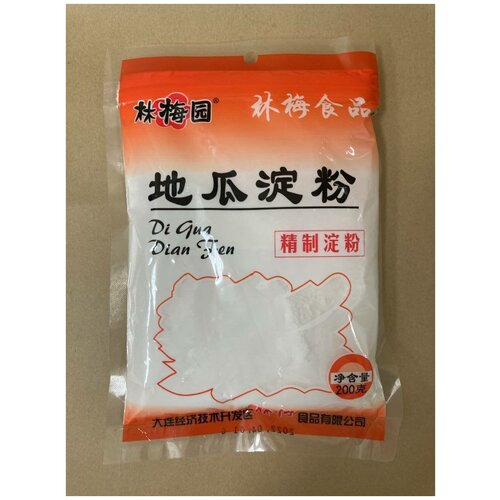 林梅园®
林梅食品
地瓜淀粉
Di Gua
Dian Fen
精制淀粉
净含量
200克
大连经济技术开发区
食品有限公司